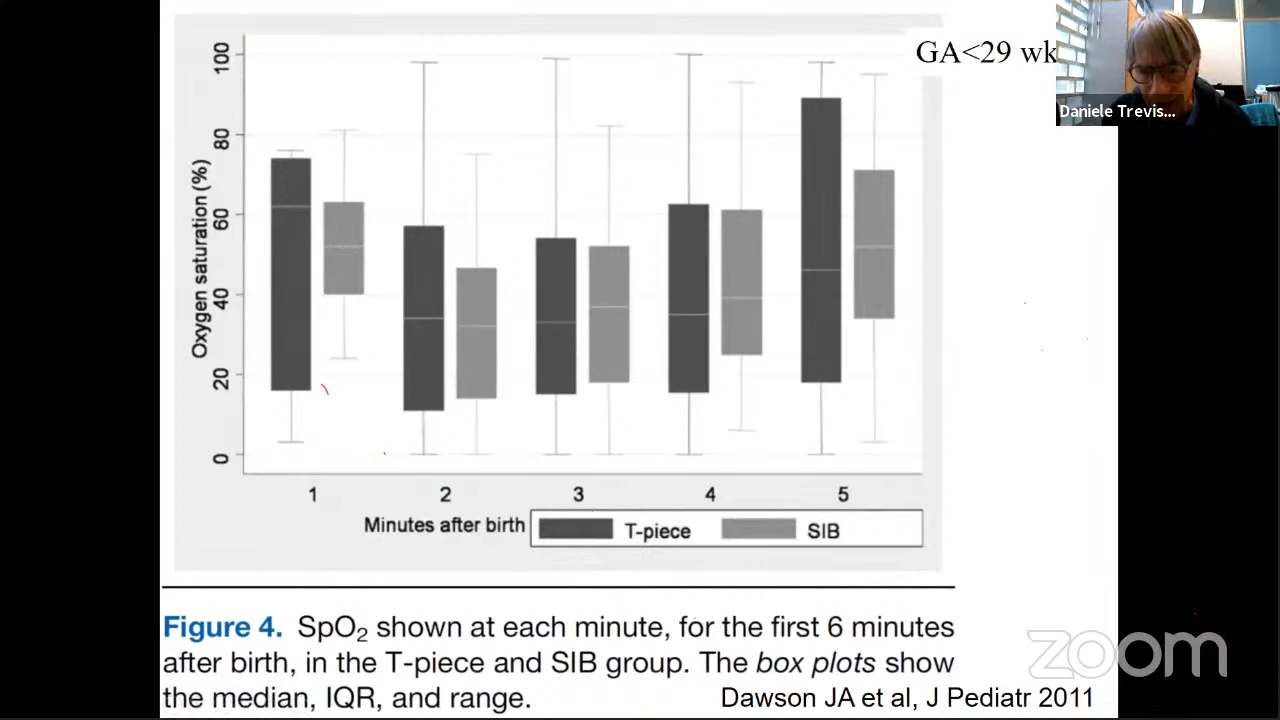 GA<29 wk
Daniele Trevis...
Oxygen saturation (%)
100
80
60
40
20
0
1 2 3 4 5
Minutes after birth
T-piece SIB
Figure 4. SpO₂ shown at each minute, for the first 6 minutes
after birth, in the T-piece and SIB group. The box plots show
the median, IQR, and range.
Dawson JA et al, J Pediatr 2011
zoom